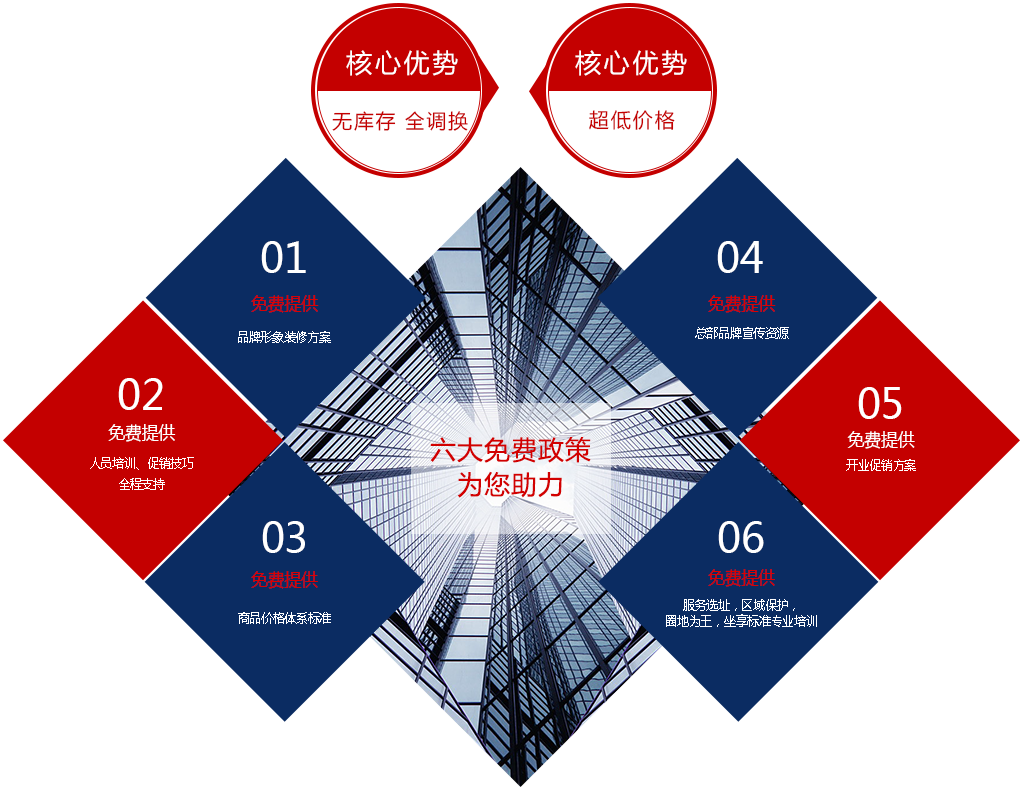 核心优势
无库存 全调换
核心优势
超低价格
01
免费提供
品牌形象装修方案
02
免费提供
人员培训、促销技巧
全程支持
03
免费提供
商品价格体系标准
六大免费政策
为您助力
04
免费提供
总部品牌宣传资源
05
免费提供
开业促销方案
06
免费提供
服务选址，区域保护，
圈地为王，坐享标准专业培训